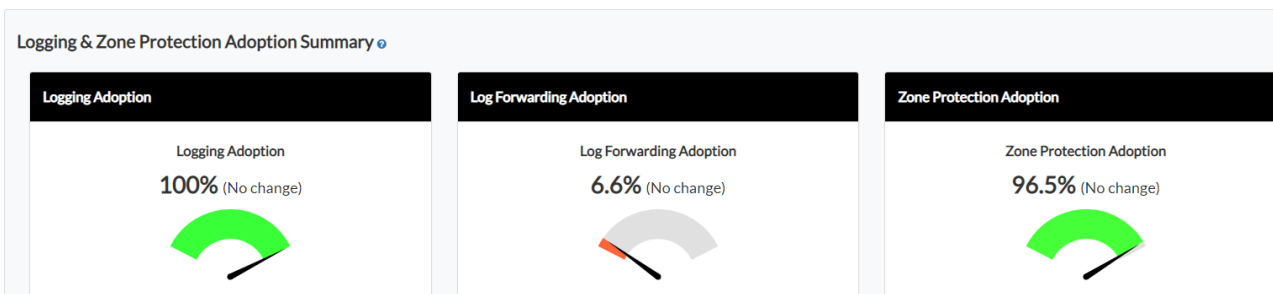 Logging & Zone Protection Adoption Summary
Logging Adoption
Logging Adoption
100% (No change)
Log Forwarding Adoption
Log Forwarding Adoption
6.6% (No change)
Zone Protection Adoption
Zone Protection Adoption
96.5% (No change)